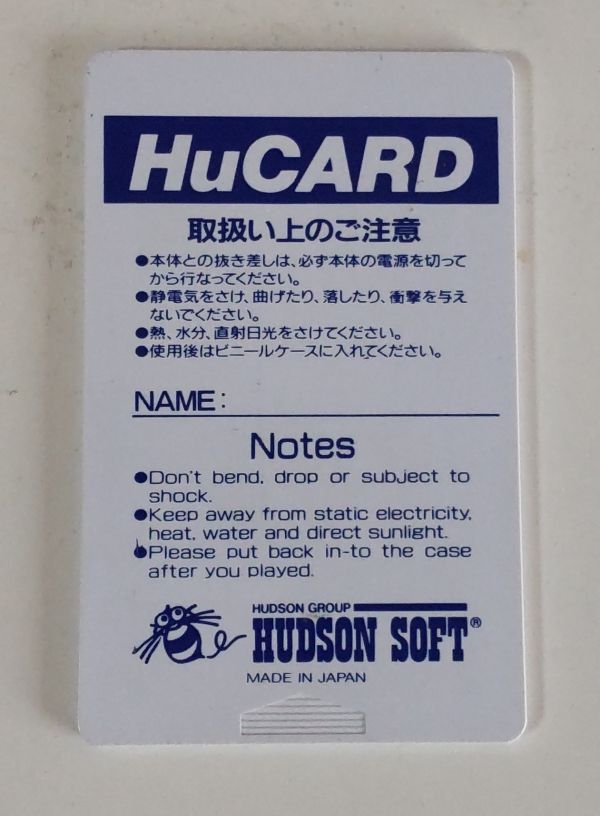 HuCARD
取扱い上のご注意
●本体との抜き差しは、必ず本体の電源を切って
から行なってください。
●静電気をさけ、曲げたり、落したり、衝撃を与え
ないでください。
●熱、水分、直射日光をさけてください。
●使用後はビニールケースに入れてください。
NAME:
Notes
●Don't bend, drop or subject to
shock.
●Keep away from static electricity,
heat, water and direct sunlight.
●Please put back in-to the case
after you played.
HUDSON GROUP
HUDSON SOFT®
MADE IN JAPAN